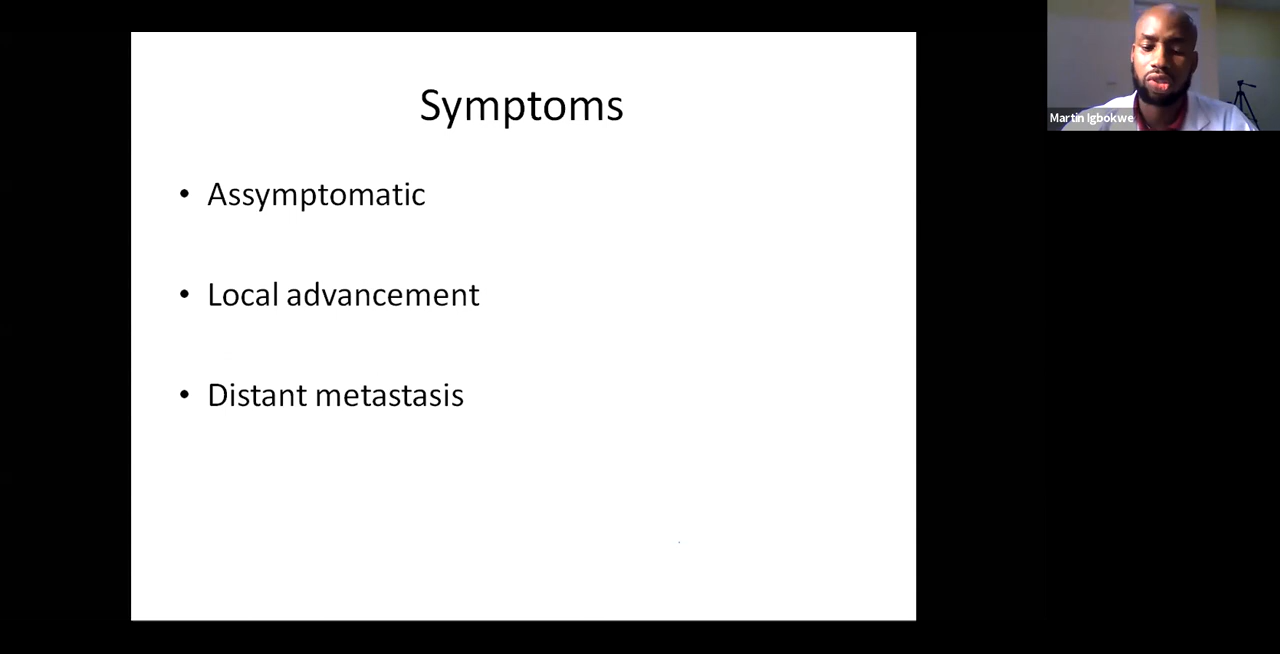 Symptoms
• Assymptomatic
• Local advancement
• Distant metastasis
Martin Igbokwe